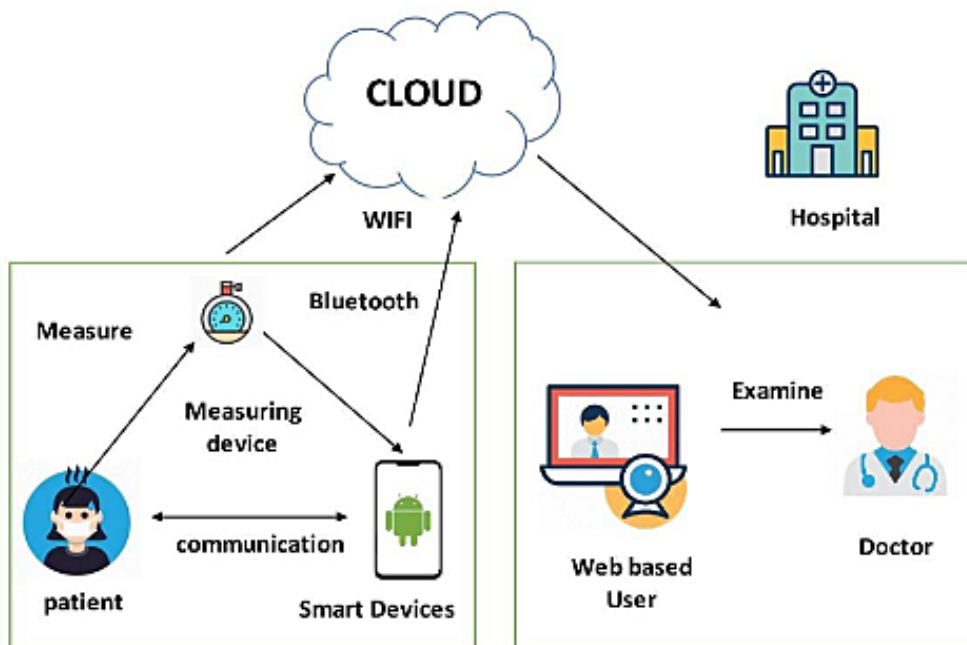 CLOUD
WIFI
Hospital
Measure
Bluetooth
Measuring
device
communication
patient
Smart Devices
Examine
Web based
User
Doctor